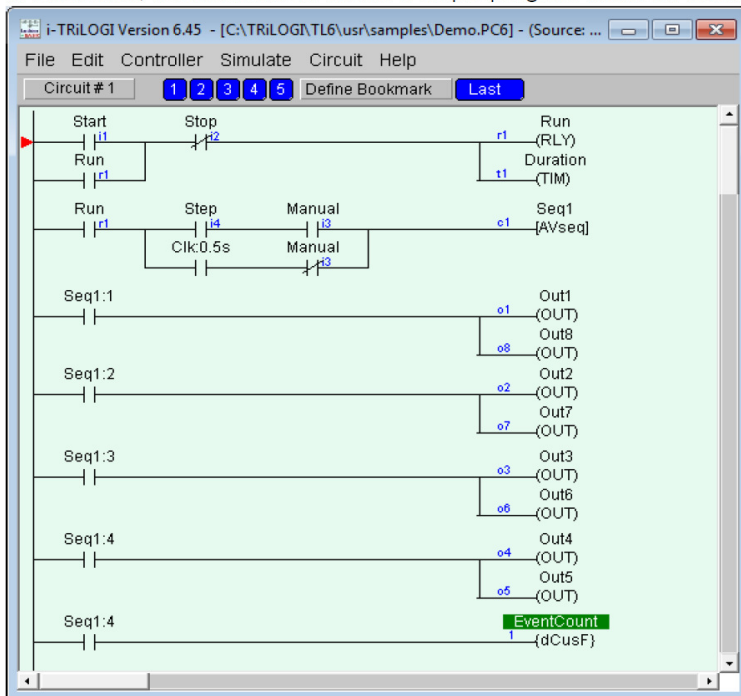 i-TRiLOGI Version 6.45 - [C:\TRiLOGI\TL6\usr\samples\Demo.PC6] - (Source: ...
File Edit Controller Simulate Circuit Help
Circuit # 1 1 2 3 4 5 Define Bookmark Last
Start Stop Run
i1 i2 r1 (RLY)
Run Duration
r1 t1 (TIM)
Run Step Manual Seq1
r1 i4 i3 c1 [AVseq]
Clk:0.5s Manual
i3
Seq1:1 Out1
o1 (OUT)
Out8
o8 (OUT)
Seq1:2 Out2
o2 (OUT)
Out7
o7 (OUT)
Seq1:3 Out3
o3 (OUT)
Out6
o6 (OUT)
Seq1:4 Out4
o4 (OUT)
Out5
o5 (OUT)
Seq1:4 EventCount
1 {dCusF}